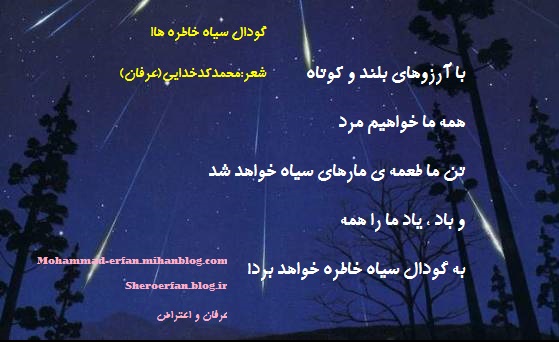 گودال سیاه خاطره ها!
شعر:محمدکدخدایی(عرفان)
با آرزوهای بلند و کوتاه
همه ما خواهیم مرد
تن ما طعمه ی مارهای سیاه خواهد شد
و باد ، یاد ما را همه
به گودال سیاه خاطره خواهد برد!
Mohammad-erfan.mihanblog.com
Sheroerfan.blog.ir
عرفان و اعتراض